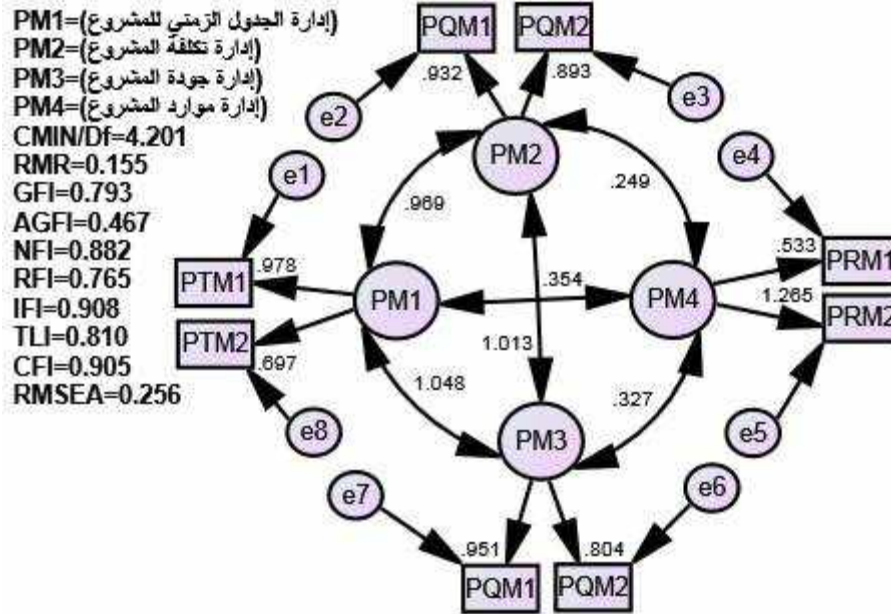 PM1=(إدارة الجدول الزمني للمشروع)
PM2=(إدارة تكلفة المشروع)
PM3=(إدارة جودة المشروع)
PM4=(إدارة موارد المشروع)
CMIN/Df=4.201
RMR=0.155
GFI=0.793
AGFI=0.467
NFI=0.882
RFI=0.765
IFI=0.908
TLI=0.810
CFI=0.905
RMSEA=0.256
PQM1 PQM2
.932 .893
e2 e3
e1 e4
PM2
.969 .249
PTM1 .978
PM1 .354 PM4
.533 PRM1
1.265 PRM2
PTM2 .697
1.013
1.048 .327
e8 PM3 e5
e7 e6
.951 .804
PQM1 PQM2